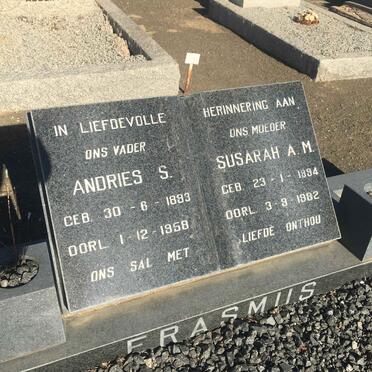 IN LIEFDEVOLLE
ONS VADER
ANDRIES S.
GEB. 30-6-1893
OORL. 1-12-1958
ONS SAL MET
HERINNERING AAN
ONS MOEDER
SUSARAH A.M.
GEB. 23-1-1894
OORL. 3-9-1982
LIEFDE ONTHOU
ERASMUS